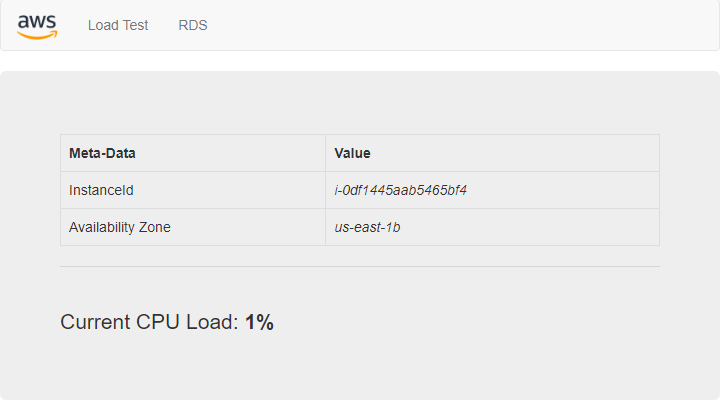 aws Load Test RDS
Meta-Data Value
InstanceId i-0df1445aab5465bf4
Availability Zone us-east-1b
Current CPU Load: 1%